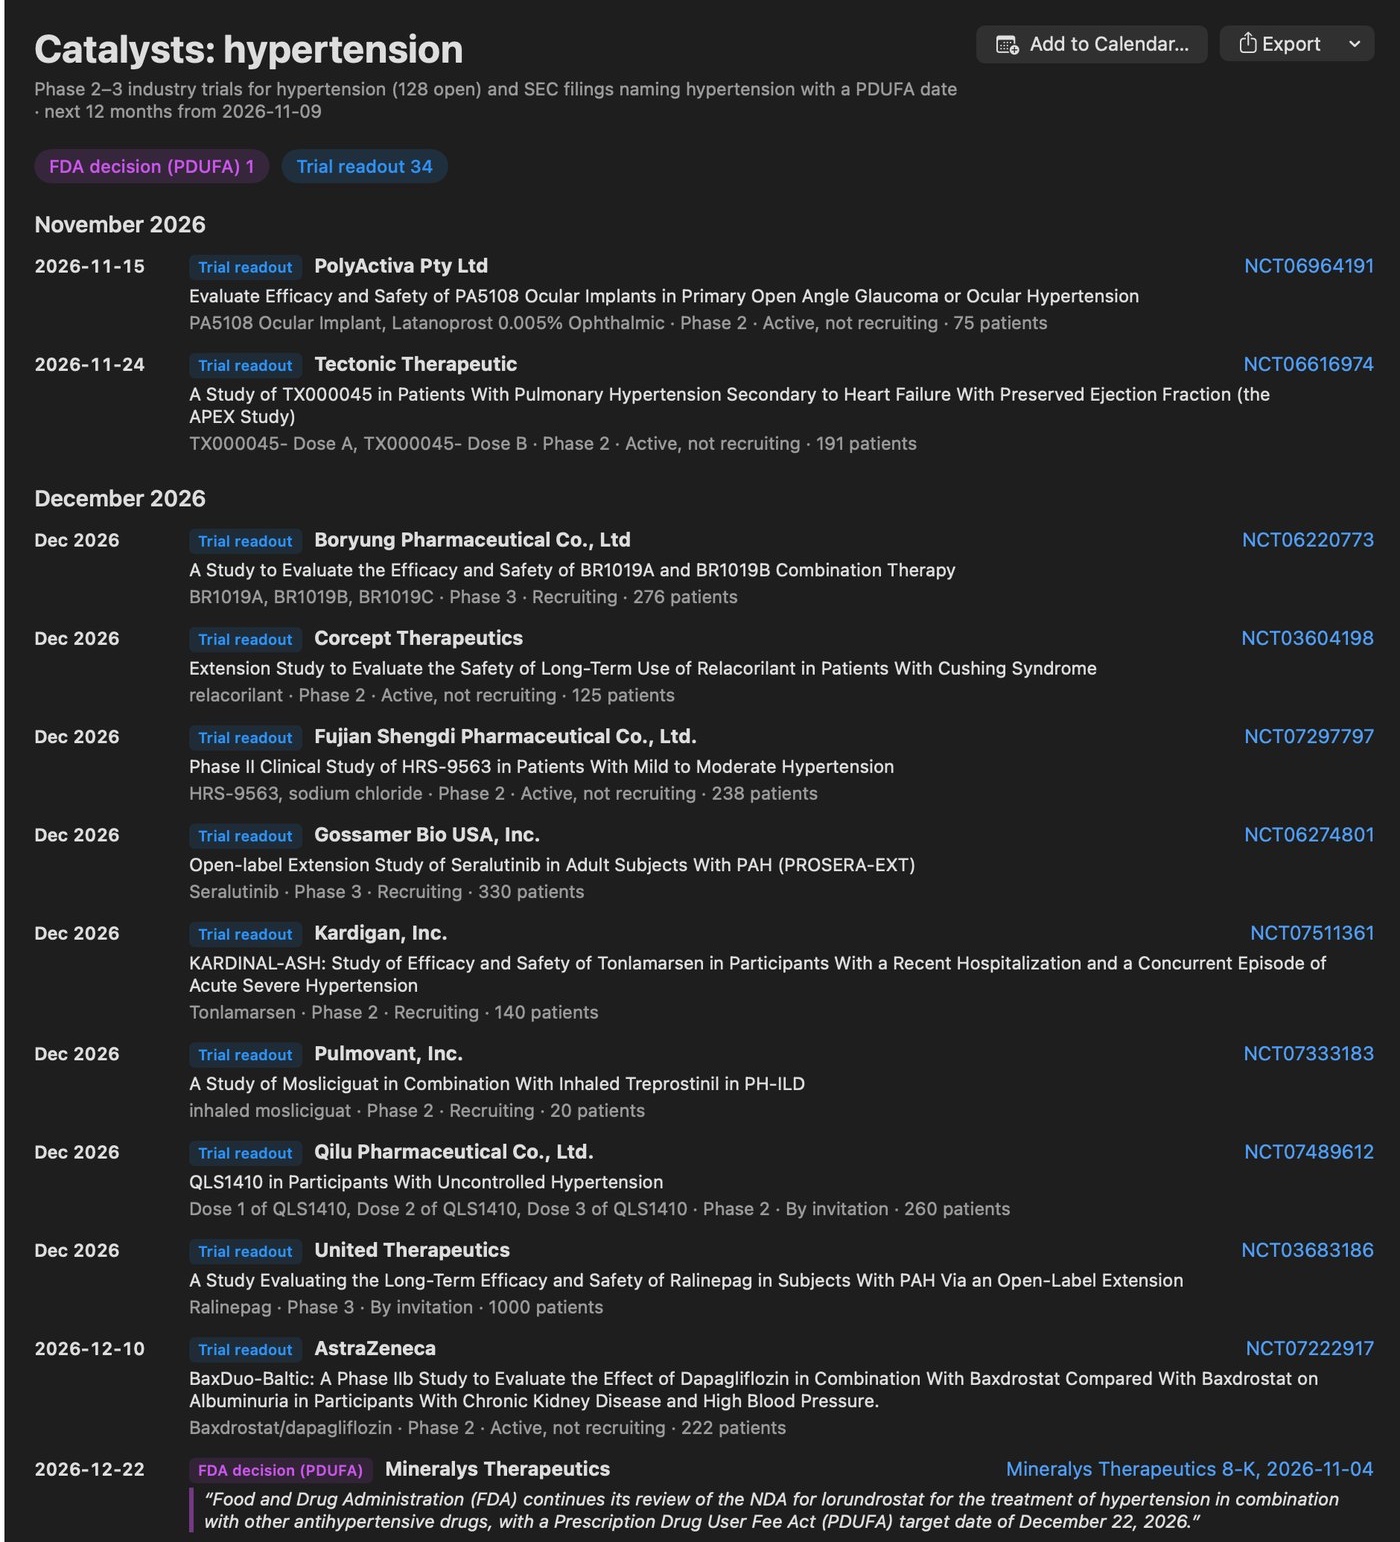 Catalysts: hypertension
Add to Calendar...
Export
Phase 2–3 industry trials for hypertension (128 open) and SEC filings naming hypertension with a PDUFA date
· next 12 months from 2026-11-09
FDA decision (PDUFA) 1
Trial readout 34
November 2026
2026-11-15 Trial readout PolyActiva Pty Ltd NCT06964191
Evaluate Efficacy and Safety of PA5108 Ocular Implants in Primary Open Angle Glaucoma or Ocular Hypertension
PA5108 Ocular Implant, Latanoprost 0.005% Ophthalmic · Phase 2 · Active, not recruiting · 75 patients
2026-11-24 Trial readout Tectonic Therapeutic NCT06616974
A Study of TX000045 in Patients With Pulmonary Hypertension Secondary to Heart Failure With Preserved Ejection Fraction (the
APEX Study)
TX000045- Dose A, TX000045- Dose B · Phase 2 · Active, not recruiting · 191 patients
December 2026
Dec 2026 Trial readout Boryung Pharmaceutical Co., Ltd NCT06220773
A Study to Evaluate the Efficacy and Safety of BR1019A and BR1019B Combination Therapy
BR1019A, BR1019B, BR1019C · Phase 3 · Recruiting · 276 patients
Dec 2026 Trial readout Corcept Therapeutics NCT03604198
Extension Study to Evaluate the Safety of Long-Term Use of Relacorilant in Patients With Cushing Syndrome
relacorilant · Phase 2 · Active, not recruiting · 125 patients
Dec 2026 Trial readout Fujian Shengdi Pharmaceutical Co., Ltd. NCT07297797
Phase II Clinical Study of HRS-9563 in Patients With Mild to Moderate Hypertension
HRS-9563, sodium chloride · Phase 2 · Active, not recruiting · 238 patients
Dec 2026 Trial readout Gossamer Bio USA, Inc. NCT06274801
Open-label Extension Study of Seralutinib in Adult Subjects With PAH (PROSERA-EXT)
Seralutinib · Phase 3 · Recruiting · 330 patients
Dec 2026 Trial readout Kardigan, Inc. NCT07511361
KARDINAL-ASH: Study of Efficacy and Safety of Tonlamarsen in Participants With a Recent Hospitalization and a Concurrent Episode of
Acute Severe Hypertension
Tonlamarsen · Phase 2 · Recruiting · 140 patients
Dec 2026 Trial readout Pulmovant, Inc. NCT07333183
A Study of Mosliciguat in Combination With Inhaled Treprostinil in PH-ILD
inhaled mosliciguat · Phase 2 · Recruiting · 20 patients
Dec 2026 Trial readout Qilu Pharmaceutical Co., Ltd. NCT07489612
QLS1410 in Participants With Uncontrolled Hypertension
Dose 1 of QLS1410, Dose 2 of QLS1410, Dose 3 of QLS1410 · Phase 2 · By invitation · 260 patients
Dec 2026 Trial readout United Therapeutics NCT03683186
A Study Evaluating the Long-Term Efficacy and Safety of Ralinepag in Subjects With PAH Via an Open-Label Extension
Ralinepag · Phase 3 · By invitation · 1000 patients
2026-12-10 Trial readout AstraZeneca NCT07222917
BaxDuo-Baltic: A Phase IIb Study to Evaluate the Effect of Dapagliflozin in Combination With Baxdrostat Compared With Baxdrostat on
Albuminuria in Participants With Chronic Kidney Disease and High Blood Pressure.
Baxdrostat/dapagliflozin · Phase 2 · Active, not recruiting · 222 patients
2026-12-22 FDA decision (PDUFA) Mineralys Therapeutics Mineralys Therapeutics 8-K, 2026-11-04
“Food and Drug Administration (FDA) continues its review of the NDA for lorundrostat for the treatment of hypertension in combination
with other antihypertensive drugs, with a Prescription Drug User Fee Act (PDUFA) target date of December 22, 2026.”